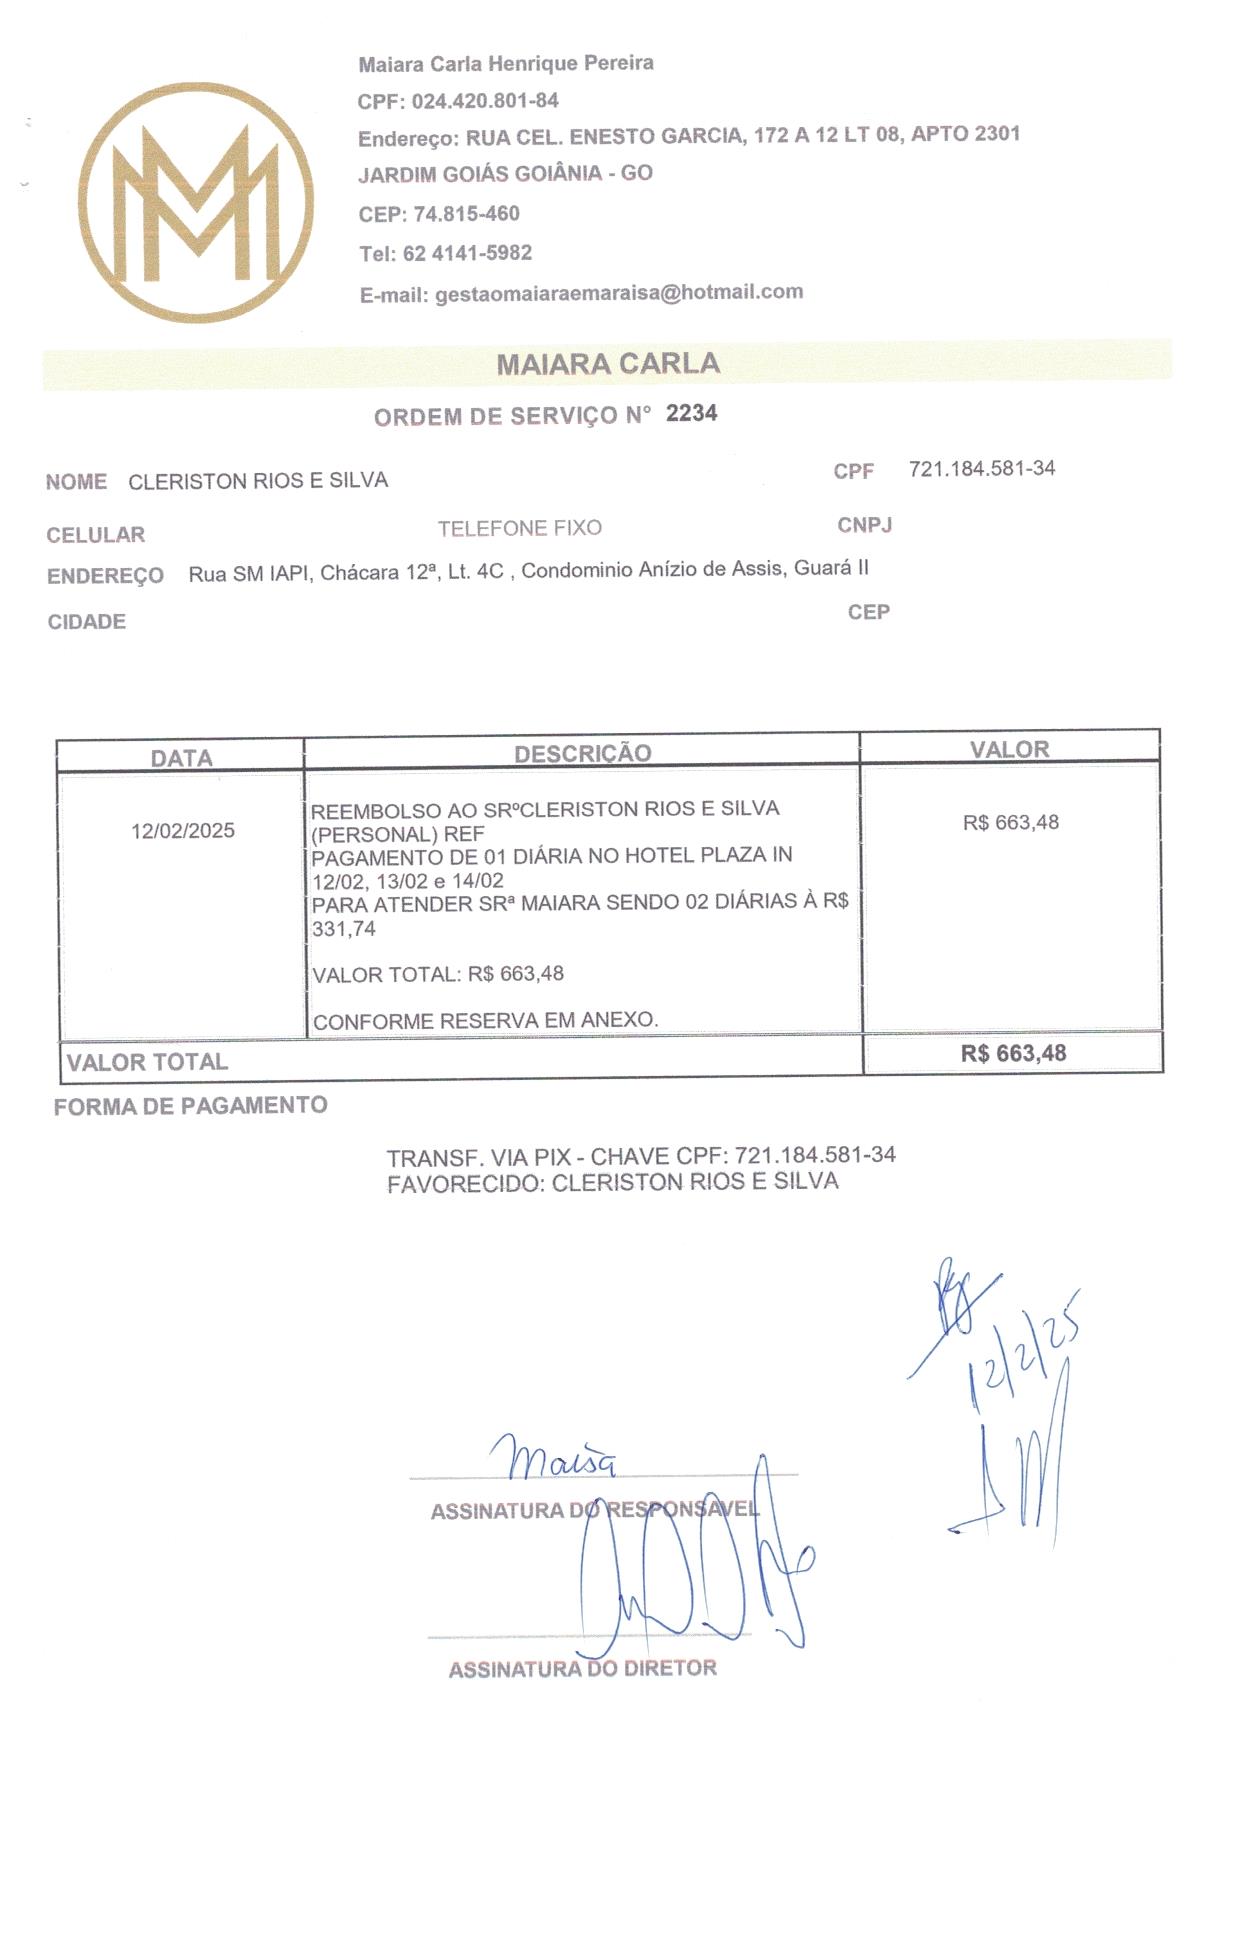 Maiara Carla Henrique Pereira
CPF: 024.420.801-84
Endereço: RUA CEL. ENESTO GARCIA, 172 A 12 LT 08, APTO 2301
JARDIM GOIÁS GOIÂNIA - GO
CEP: 74.815-460
Tel: 62 4141-5982
E-mail: gestaomaiaraemaraisa@hotmail.com
MAIARA CARLA
ORDEM DE SERVIÇO N° 2234
NOME CLERISTON RIOS E SILVA CPF 721.184.581-34
CELULAR TELEFONE FIXO CNPJ
ENDEREÇO Rua SM IAPI, Chácara 12ª, Lt. 4C , Condominio Anízio de Assis, Guará II
CIDADE CEP
DATA DESCRIÇÃO VALOR
REEMBOLSO AO SRºCLERISTON RIOS E SILVA
12/02/2025 (PERSONAL) REF R$ 663,48
PAGAMENTO DE 01 DIÁRIA NO HOTEL PLAZA IN
12/02, 13/02 e 14/02
PARA ATENDER SRª MAIARA SENDO 02 DIÁRIAS À R$
331,74
VALOR TOTAL: R$ 663,48
CONFORME RESERVA EM ANEXO.
VALOR TOTAL R$ 663,48
FORMA DE PAGAMENTO
TRANSF. VIA PIX - CHAVE CPF: 721.184.581-34
FAVORECIDO: CLERISTON RIOS E SILVA
12/2/25
Maisa
ASSINATURA DO RESPONSAVEL
ASSINATURA DO DIRETOR